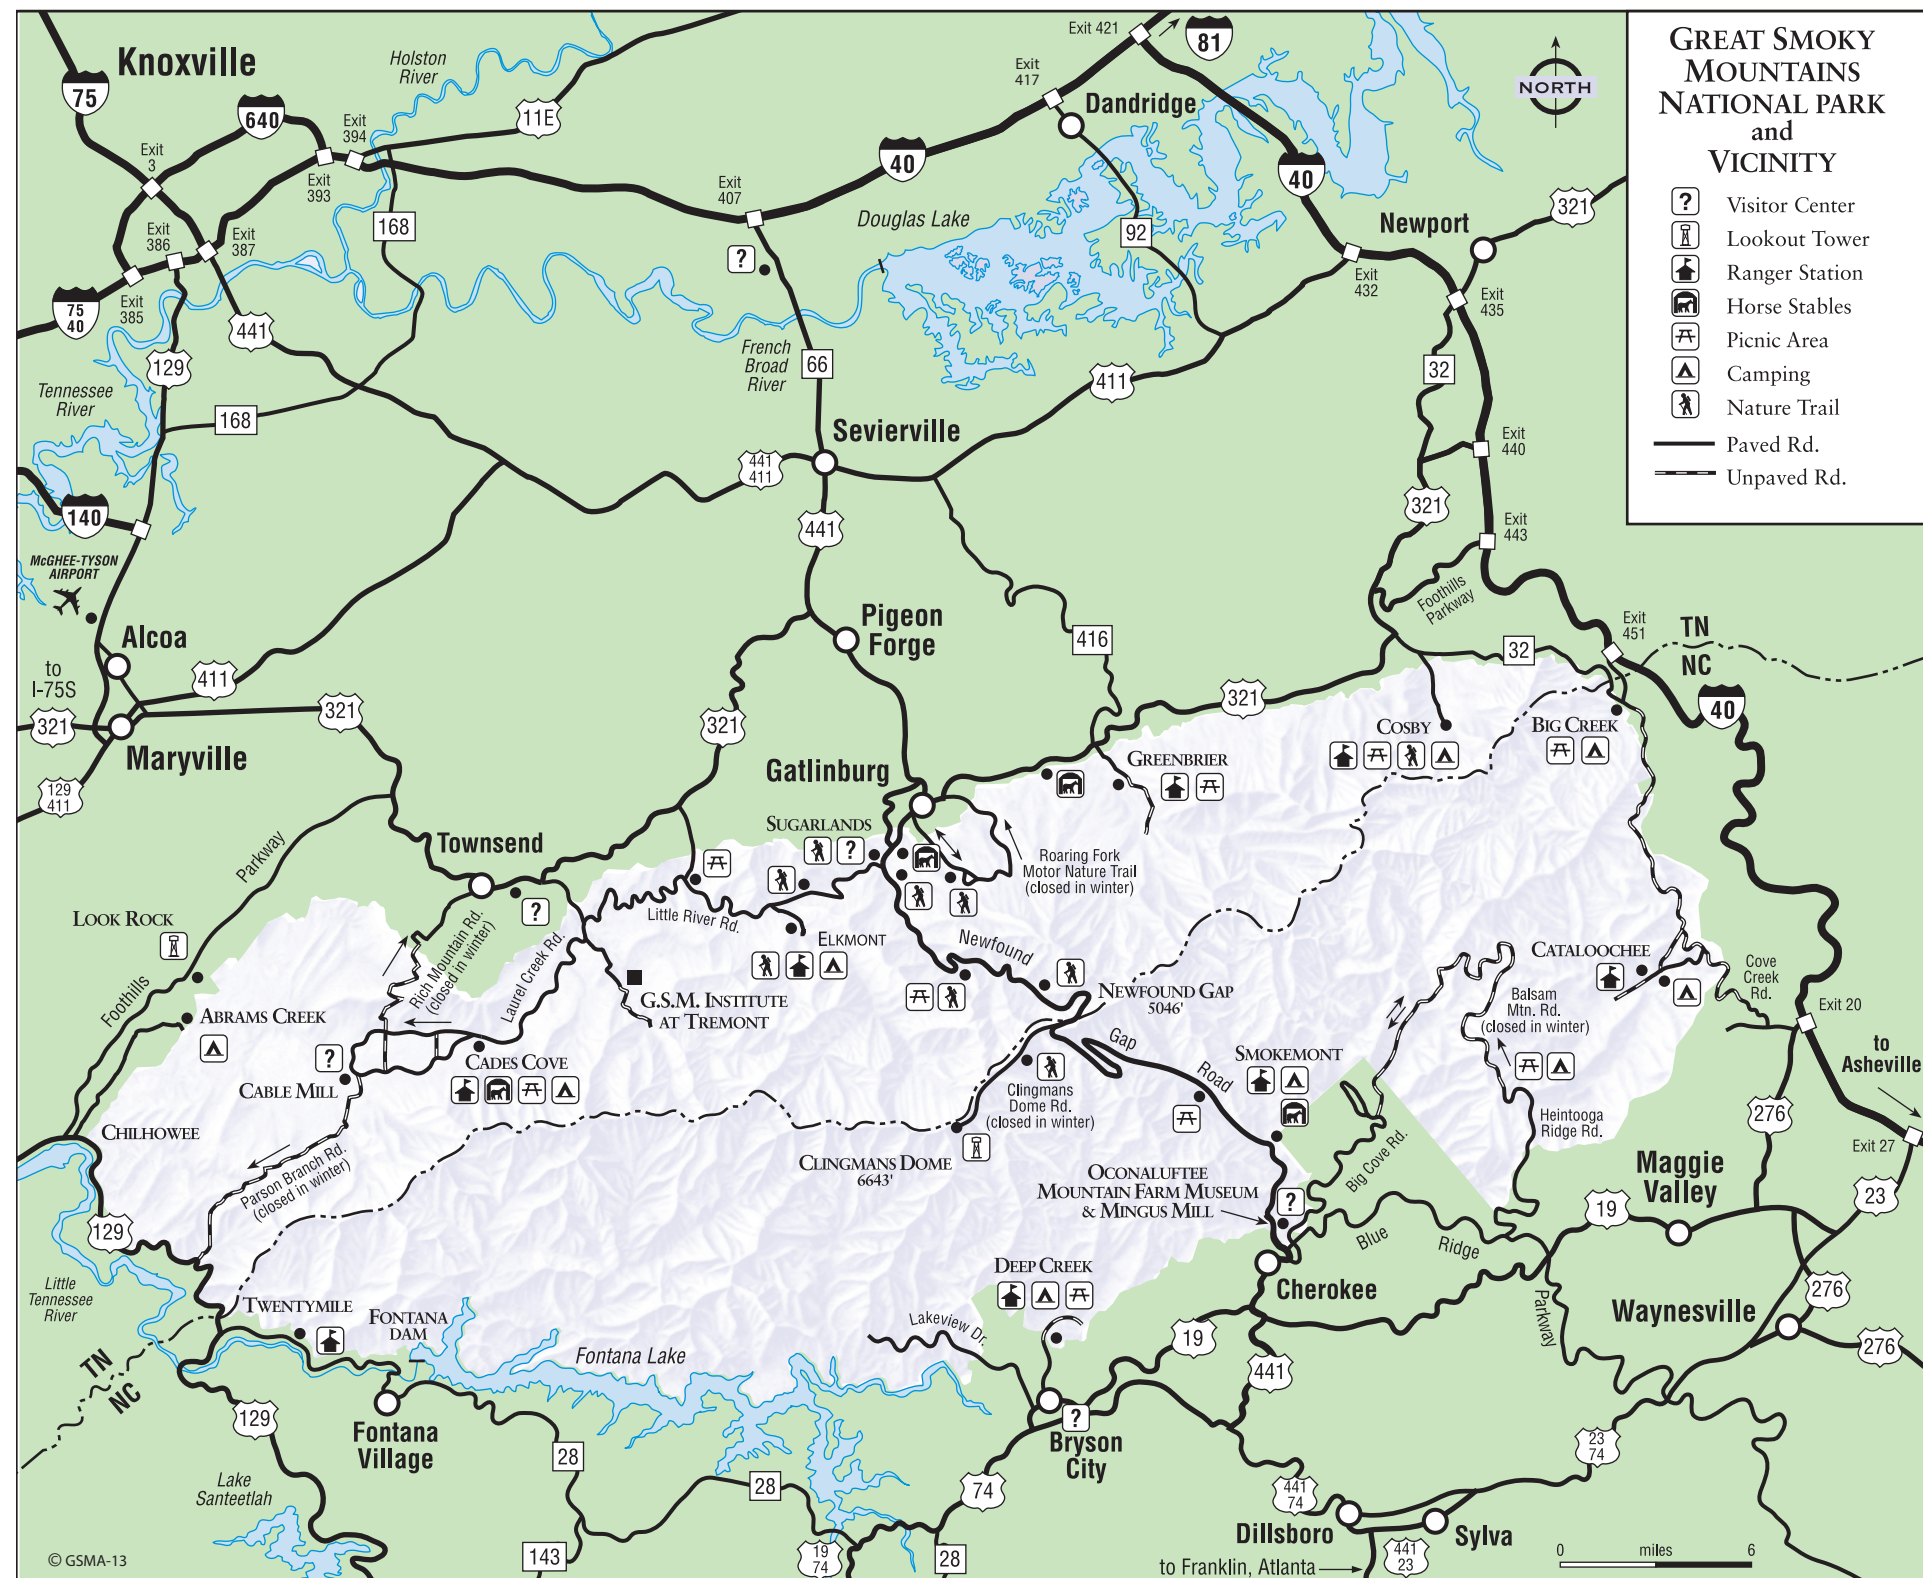 GREAT SMOKY
MOUNTAINS
NATIONAL PARK
and
VICINITY
? Visitor Center
Lookout Tower
Ranger Station
Horse Stables
Picnic Area
Camping
Nature Trail
Paved Rd.
Unpaved Rd.
NORTH
Knoxville
Holston
River
75
640
Exit
3
Exit
394
11E
Exit
393
Exit
386
Exit
387
Exit
385
75
40
168
441
129
Tennessee
River
168
140
McGHEE-TYSON
AIRPORT
Exit 421
81
Exit
417
Dandridge
40
40
Exit
407
?
Douglas Lake
92
Newport
321
Exit
432
Exit
435
French
Broad
River
66
411
32
Sevierville
441
411
Exit
440
321
Exit
443
441
Foothills
Parkway
Pigeon
Forge
416
Exit
451
TN
NC
32
40
Alcoa
to
I-75S
411
321
321
Maryville
129
411
321
321
Gatlinburg
GREENBRIER
COSBY
BIG CREEK
Townsend
Parkway
SUGARLANDS
?
Roaring Fork
Motor Nature Trail
(closed in winter)
LOOK ROCK
?
Little River Rd.
Rich Mountain Rd.
(closed in winter)
Laurel Creek Rd.
ELKMONT
Newfound
CATALOOCHEE
Cove
Creek
Rd.
Foothills
G.S.M. INSTITUTE
AT TREMONT
NEWFOUND GAP
5046'
Balsam
Mtn. Rd.
(closed in winter)
Exit 20
ABRAMS CREEK
?
CADES COVE
CABLE MILL
Gap
Road
SMOKEMONT
to
Asheville
Clingmans
Dome Rd.
(closed in winter)
Heintooga
Ridge Rd.
276
CHILHOWEE
Parson Branch Rd.
(closed in winter)
CLINGMANS DOME
6643'
Big Cove Rd.
Exit 27
OCONALUFTEE
MOUNTAIN FARM MUSEUM
& MINGUS MILL
?
Maggie
Valley
23
19
129
Blue
Ridge
Parkway
Little
Tennessee
River
DEEP CREEK
Cherokee
276
Waynesville
276
TWENTYMILE
FONTANA
DAM
Lakeview Dr.
19
TN
NC
Fontana Lake
441
129
Fontana
Village
?
Bryson
City
28
23
74
Lake
Santeetlah
28
74
441
74
Dillsboro
Sylva
143
19
74
28
441
23
to Franklin, Atlanta
0 miles 6
© GSMA-13